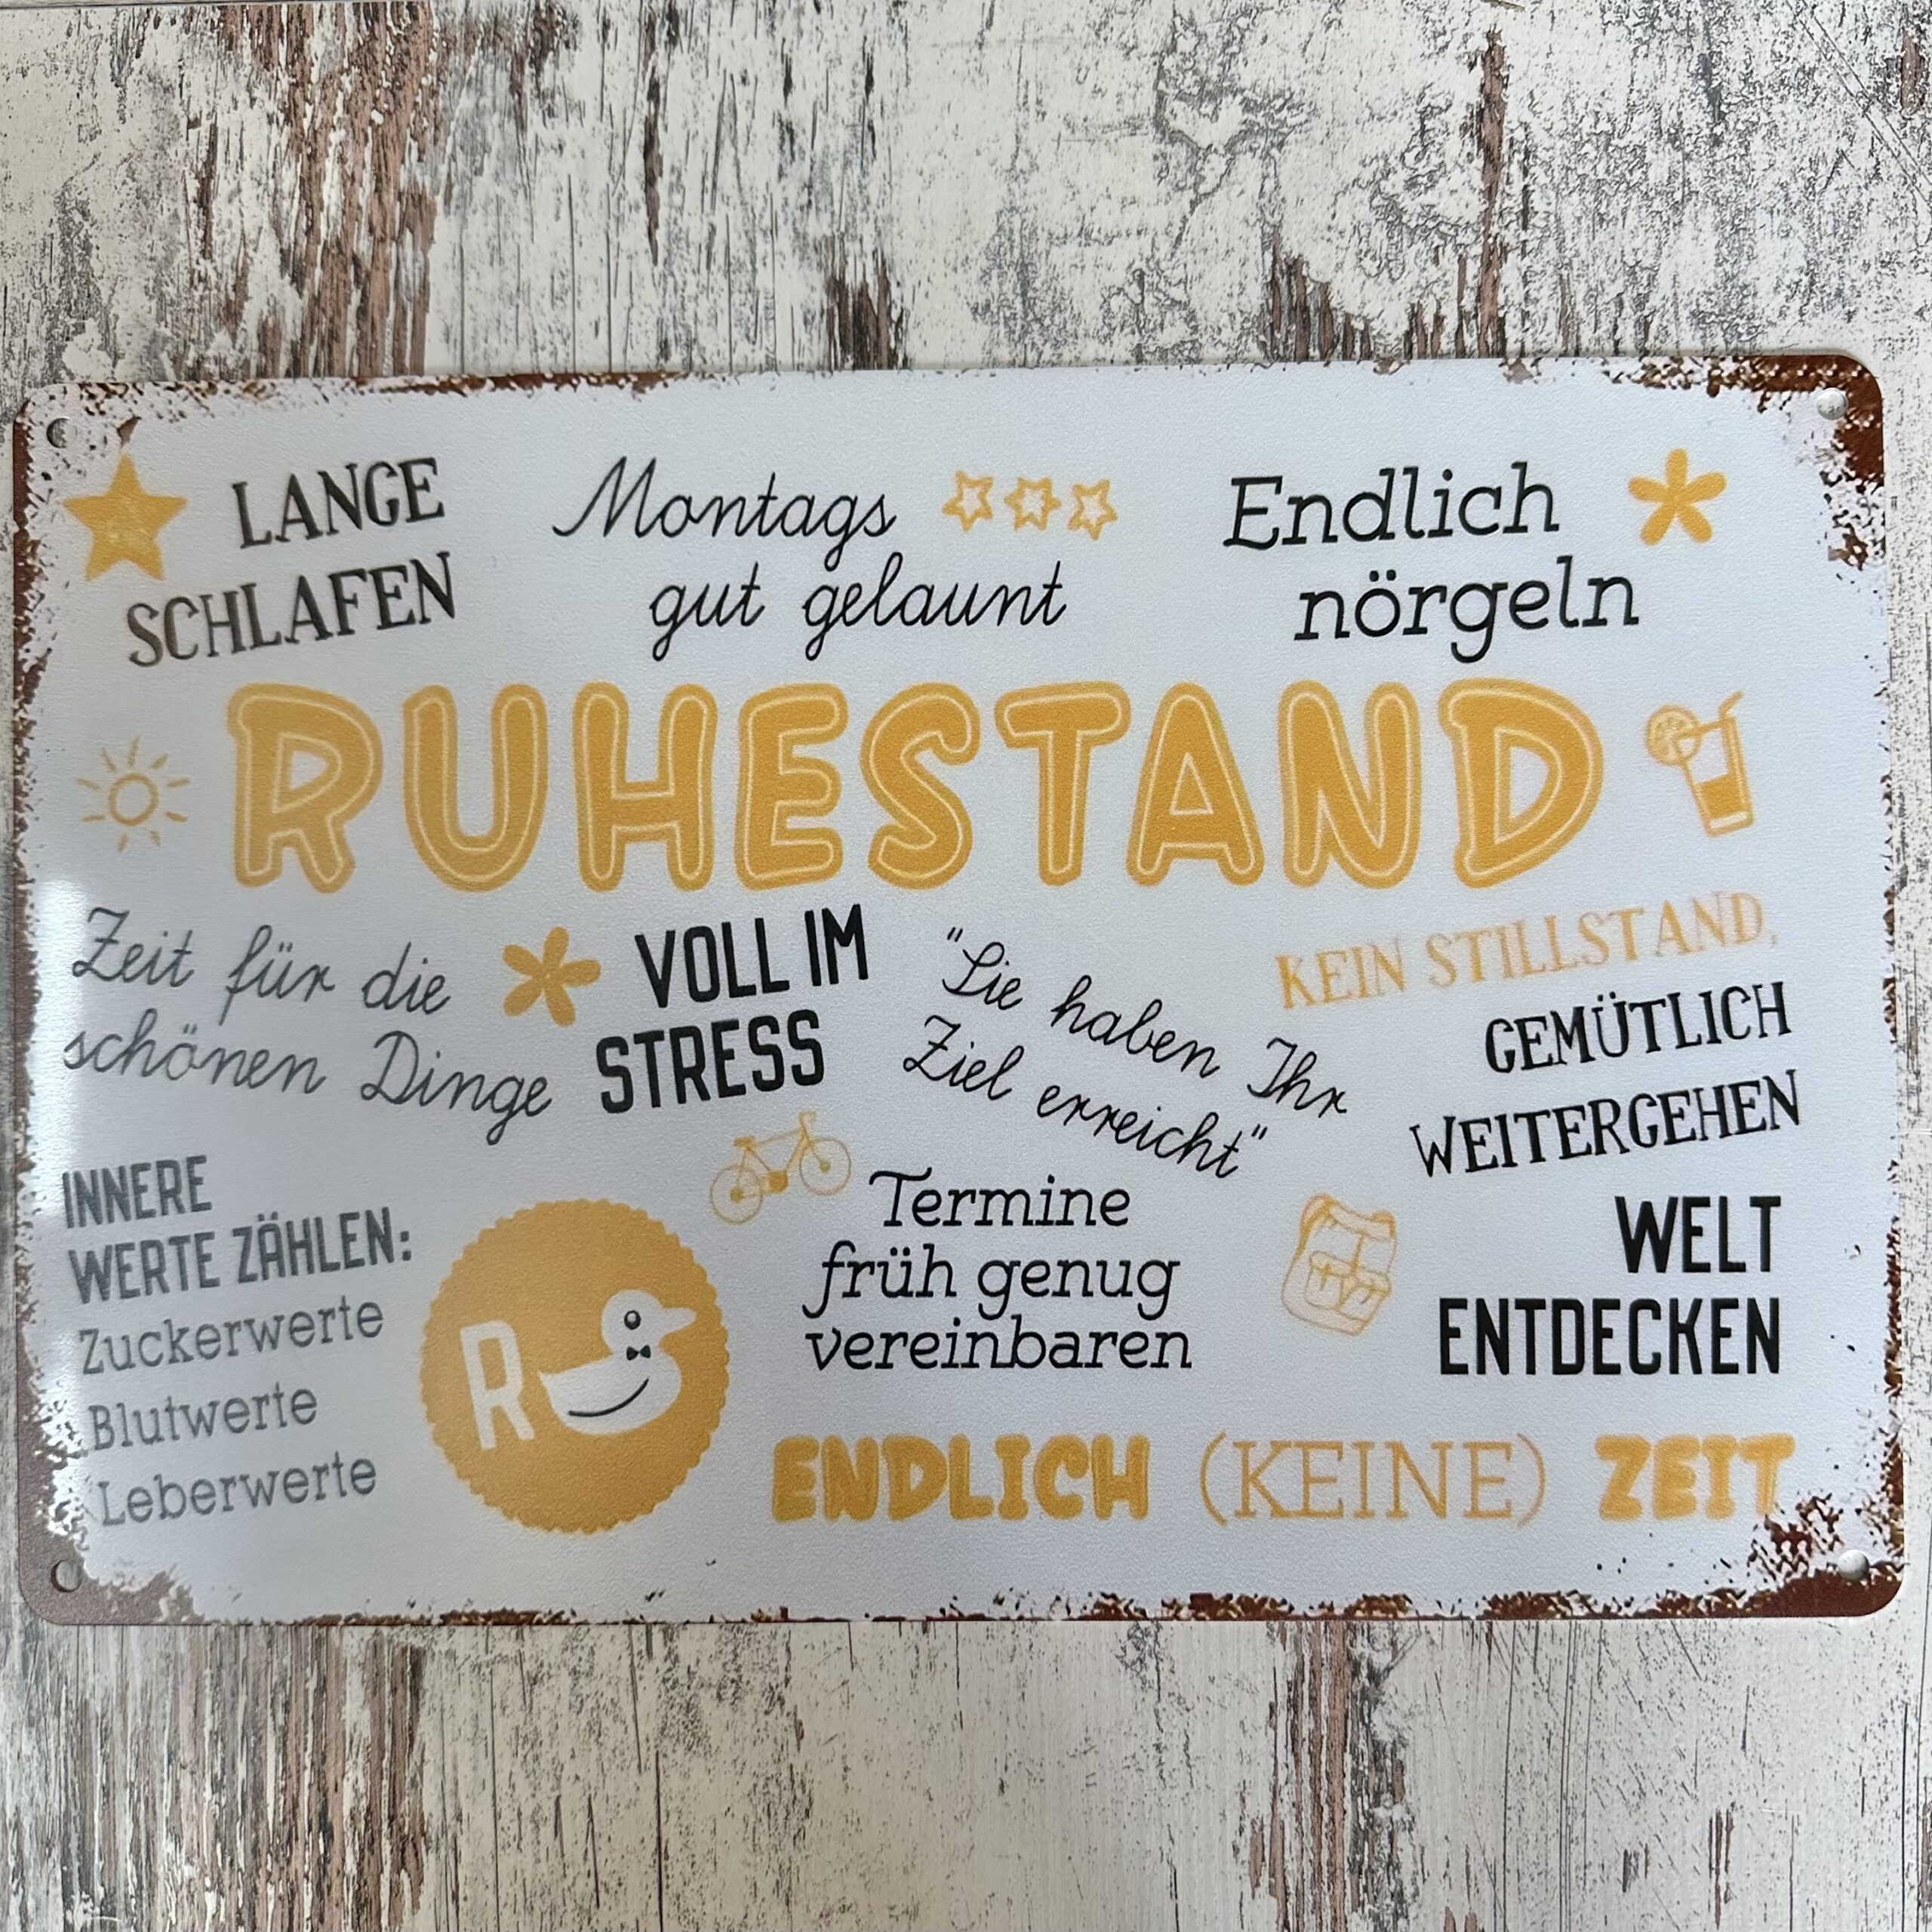 LANGE
SCHLAFEN
Montags
gut gelaunt
Endlich
nörgeln
RUHESTAND
Zeit für die
schönen Dinge
VOLL IM
STRESS
"Sie haben Ihr
Ziel erreicht"
KEIN STILLSTAND,
GEMÜTLICH
WEITERGEHEN
INNERE
WERTE ZÄHLEN:
Zuckerwerte
Blutwerte
Leberwerte
R
Termine
früh genug
vereinbaren
WELT
ENTDECKEN
ENDLICH (KEINE) ZEIT